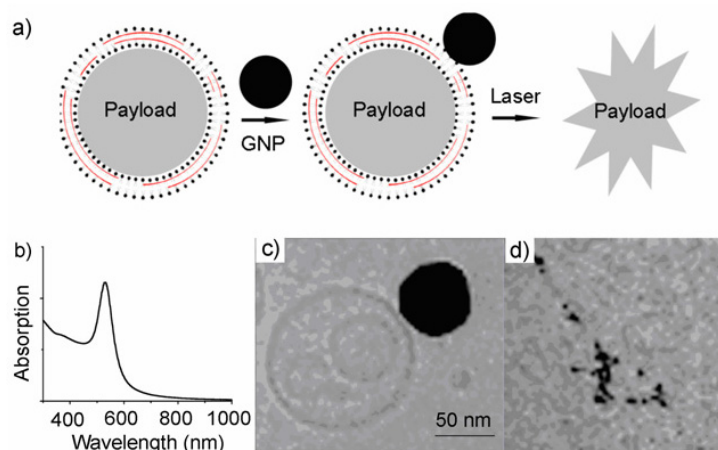 a)
Payload
GNP
Payload
Laser
Payload
b)
Absorption
400 600 800 1000
Wavelength (nm)
c)
50 nm
d)